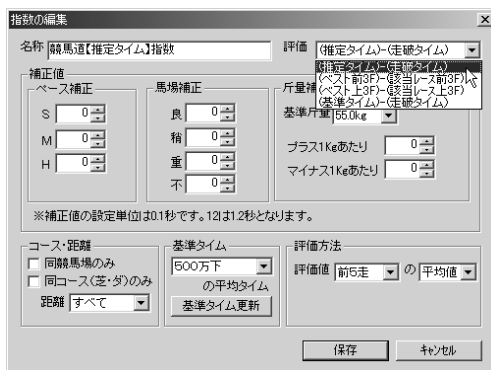 指数の編集
名称 競馬道【推定タイム】指数
評価 (推定タイム)-(走破タイム)
(推定タイム)-(走破タイム)
(ベスト前3F)-(該当レース前3F)
(ベスト上3F)-(該当レース上3F)
(基準タイム)-(走破タイム)
補正値
ペース補正
S 0
M 0
H 0
馬場補正
良 0
稍 0
重 0
不 0
斤量補
基準斤量 55.0kg
プラス1Kgあたり 0
マイナス1Kgあたり 0
※補正値の設定単位は0.1秒です。12は1.2秒となります。
コース・距離
同競馬場のみ
同コース(芝・ダ)のみ
距離 すべて
基準タイム
500万下
の平均タイム
基準タイム更新
評価方法
評価値 前5走 の 平均値
保存 キャンセル